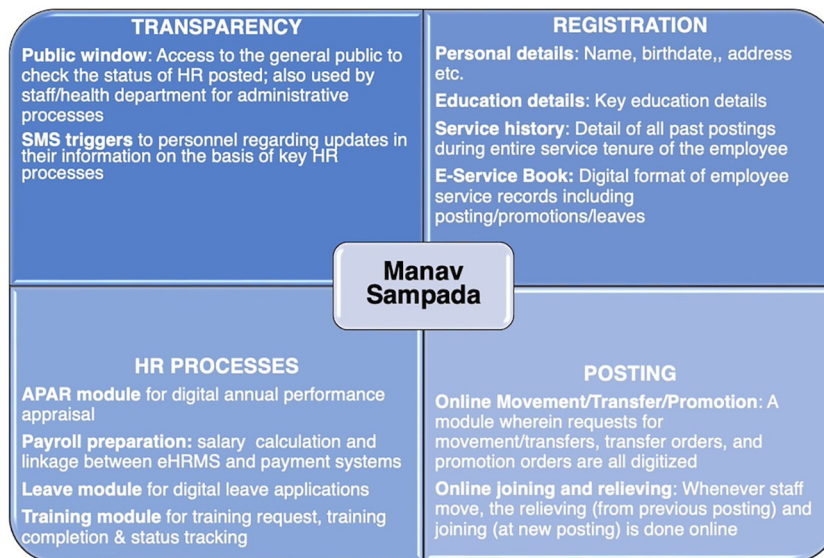 TRANSPARENCY
Public window: Access to the general public to
check the status of HR posted; also used by
staff/health department for administrative
processes
SMS triggers to personnel regarding updates in
their information on the basis of key HR
processes
REGISTRATION
Personal details: Name, birthdate,, address
etc.
Education details: Key education details
Service history: Detail of all past postings
during entire service tenure of the employee
E-Service Book: Digital format of employee
service records including
posting/promotions/leaves
Manav
Sampada
HR PROCESSES
APAR module for digital annual performance
appraisal
Payroll preparation: salary calculation and
linkage between eHRMS and payment systems
Leave module for digital leave applications
Training module for training request, training
completion & status tracking
POSTING
Online Movement/Transfer/Promotion: A
module wherein requests for
movement/transfers, transfer orders, and
promotion orders are all digitized
Online joining and relieving: Whenever staff
move, the relieving (from previous posting) and
joining (at new posting) is done online